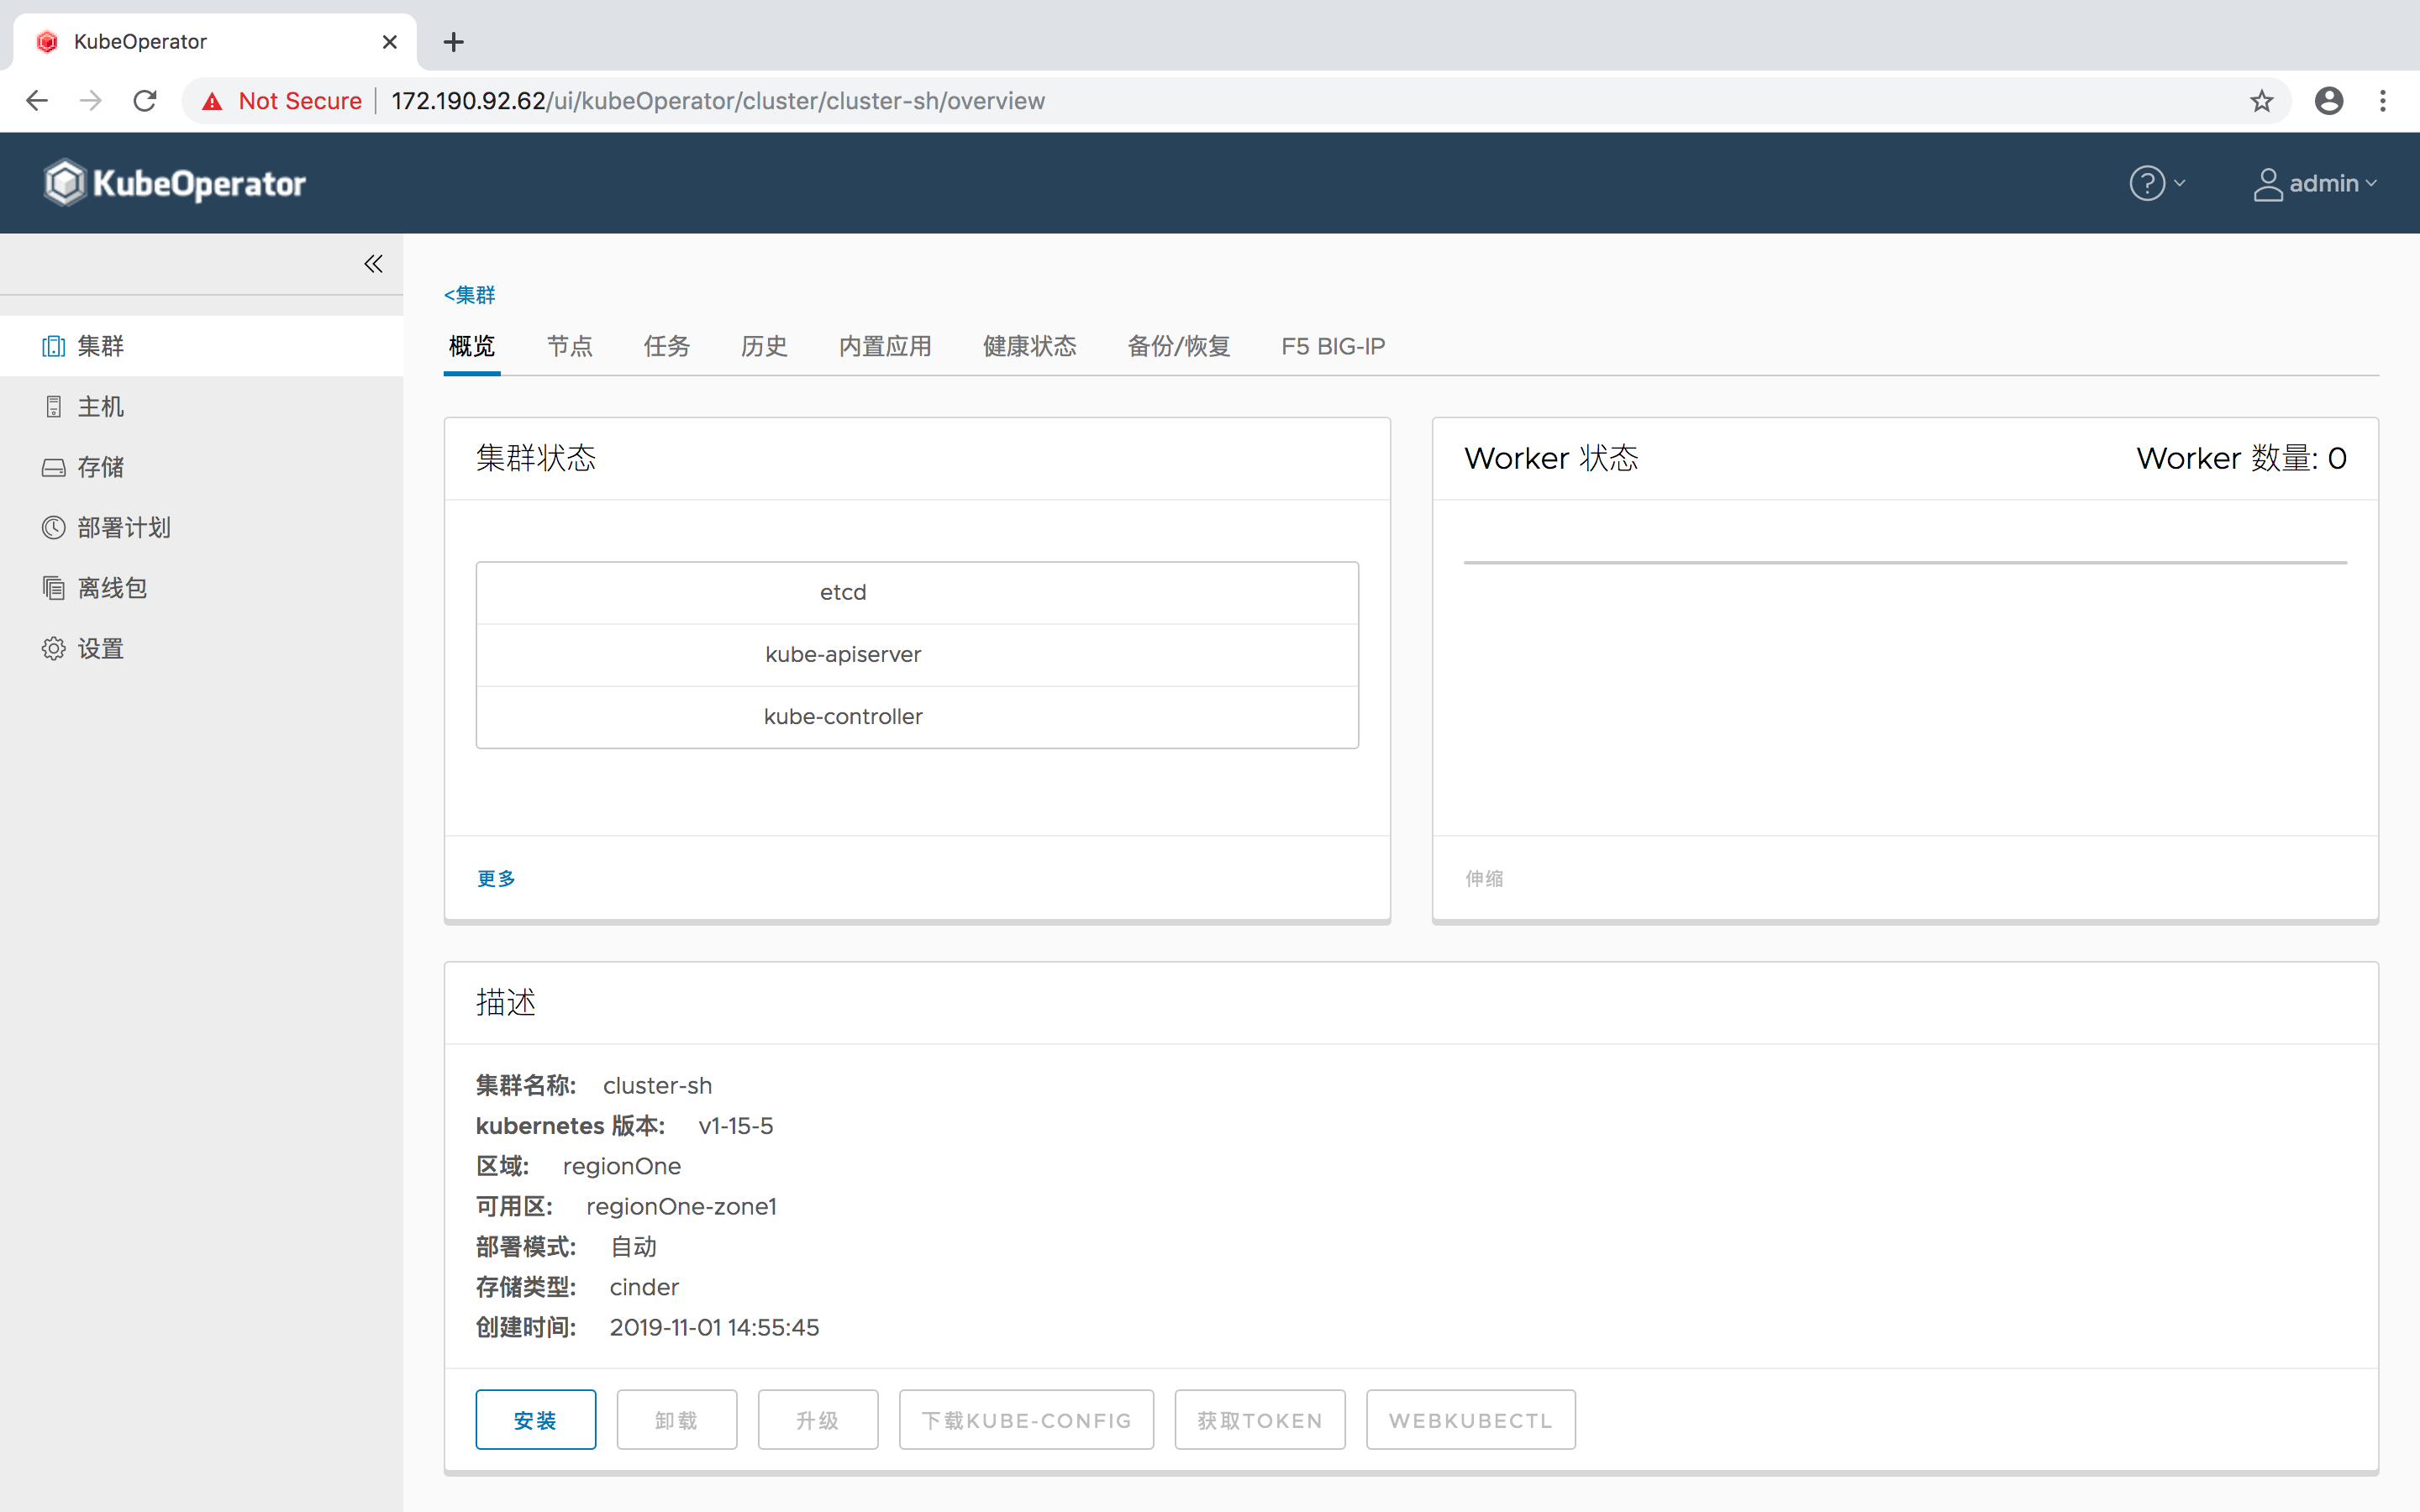 KubeOperator
Not Secure 172.190.92.62/ui/kubeOperator/cluster/cluster-sh/overview
KubeOperator
? admin
集群
主机
存储
部署计划
离线包
设置
<集群
概览 节点 任务 历史 内置应用 健康状态 备份/恢复 F5 BIG-IP
集群状态
etcd
kube-apiserver
kube-controller
更多
Worker 状态 Worker 数量: 0
伸缩
描述
集群名称: cluster-sh
kubernetes 版本: v1-15-5
区域: regionOne
可用区: regionOne-zone1
部署模式: 自动
存储类型: cinder
创建时间: 2019-11-01 14:55:45
安装 卸载 升级 下载KUBE-CONFIG 获取TOKEN WEBKUBECTL